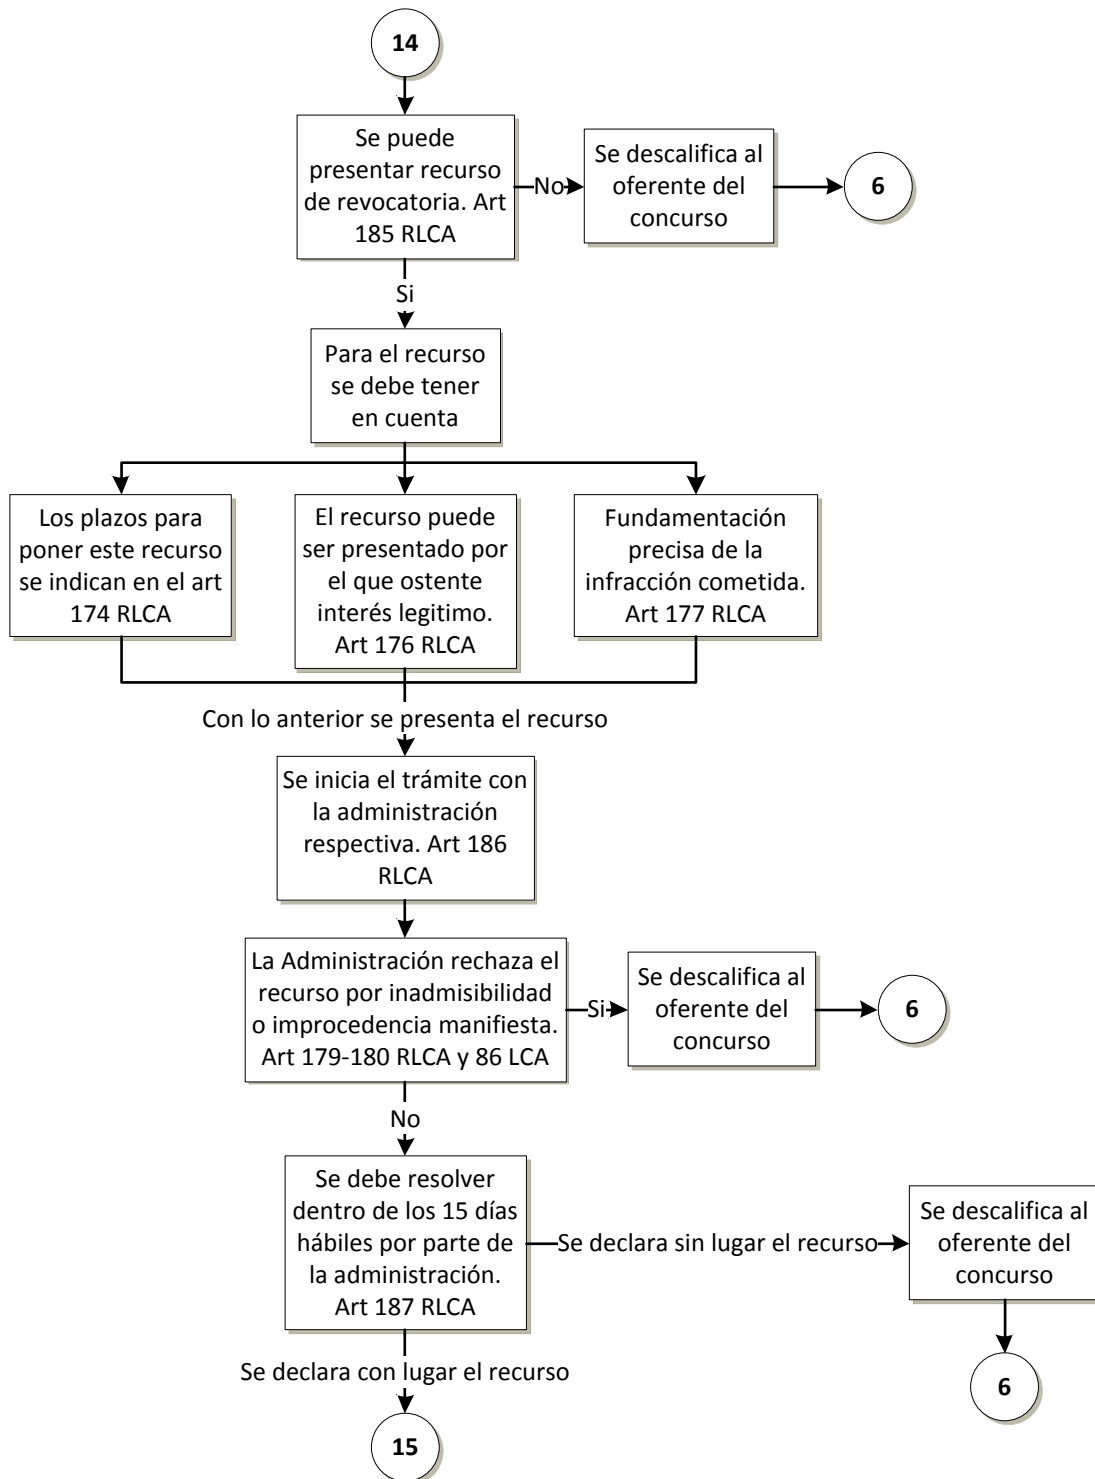 14
Se puede
presentar recurso
de revocatoria. Art
185 RLCA
No
Se descalifica al
oferente del
concurso
6
Si
Para el recurso
se debe tener
en cuenta
Los plazos para
poner este recurso
se indican en el art
174 RLCA
El recurso puede
ser presentado por
el que ostente
interés legitimo.
Art 176 RLCA
Fundamentación
precisa de la
infracción cometida.
Art 177 RLCA
Con lo anterior se presenta el recurso
Se inicia el trámite con
la administración
respectiva. Art 186
RLCA
La Administración rechaza el
recurso por inadmisibilidad
o improcedencia manifiesta.
Art 179-180 RLCA y 86 LCA
Si
Se descalifica al
oferente del
concurso
6
No
Se debe resolver
dentro de los 15 días
hábiles por parte de
la administración.
Art 187 RLCA
Se declara sin lugar el recurso
Se descalifica al
oferente del
concurso
6
Se declara con lugar el recurso
15